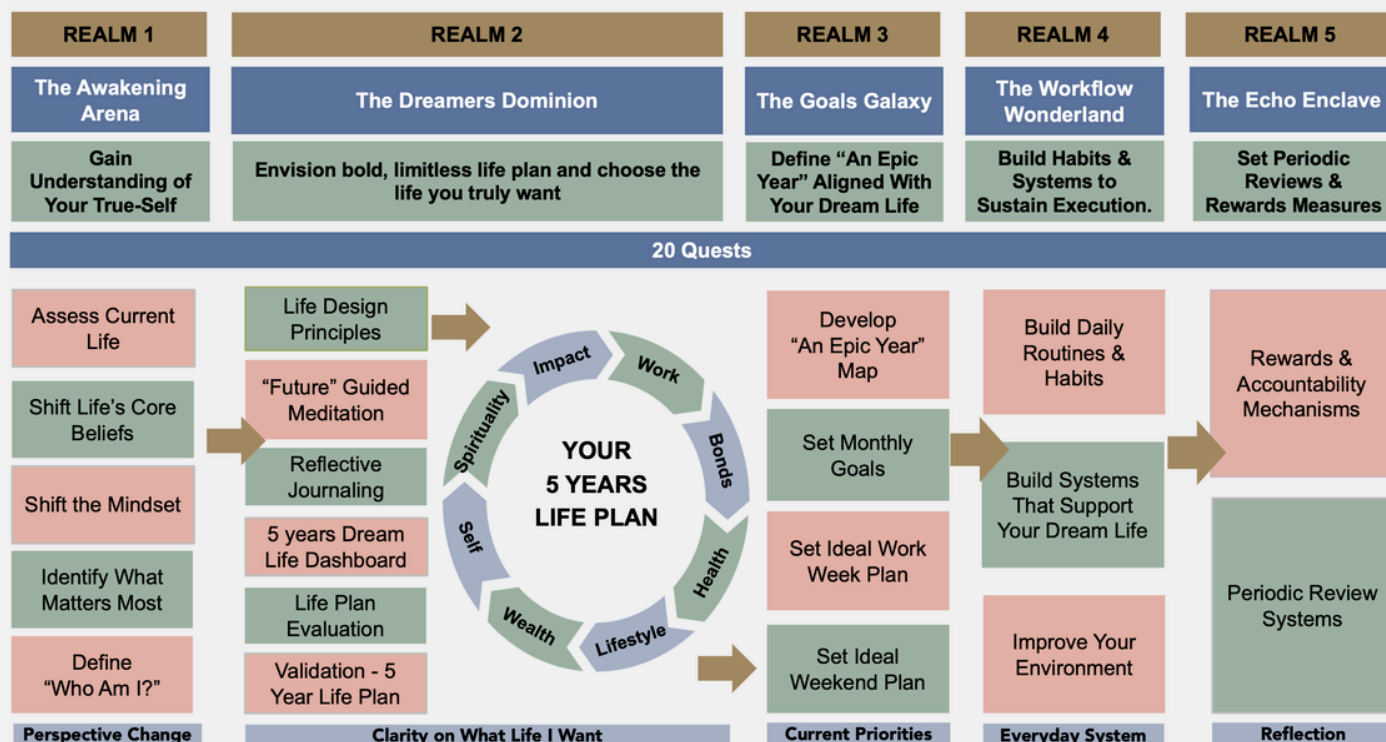 REALM 1
REALM 2
REALM 3
REALM 4
REALM 5
The Awakening
Arena
The Dreamers Dominion
The Goals Galaxy
The Workflow
Wonderland
The Echo Enclave
Gain
Understanding of
Your True-Self
Envision bold, limitless life plan and choose the
life you truly want
Define “An Epic
Year” Aligned With
Your Dream Life
Build Habits &
Systems to
Sustain Execution.
Set Periodic
Reviews &
Rewards Measures
20 Quests
Assess Current
Life
Shift Life’s Core
Beliefs
Shift the Mindset
Identify What
Matters Most
Define
“Who Am I?”
Life Design
Principles
“Future” Guided
Meditation
Reflective
Journaling
5 years Dream
Life Dashboard
Life Plan
Evaluation
Validation - 5
Year Life Plan
Impact
Work
Bonds
Health
Lifestyle
Wealth
Self
Spirituality
YOUR
5 YEARS
LIFE PLAN
Develop
“An Epic Year”
Map
Set Monthly
Goals
Set Ideal Work
Week Plan
Set Ideal
Weekend Plan
Build Daily
Routines &
Habits
Build Systems
That Support
Your Dream Life
Improve Your
Environment
Rewards &
Accountability
Mechanisms
Periodic Review
Systems
Perspective Change
Clarity on What Life I Want
Current Priorities
Everyday System
Reflection